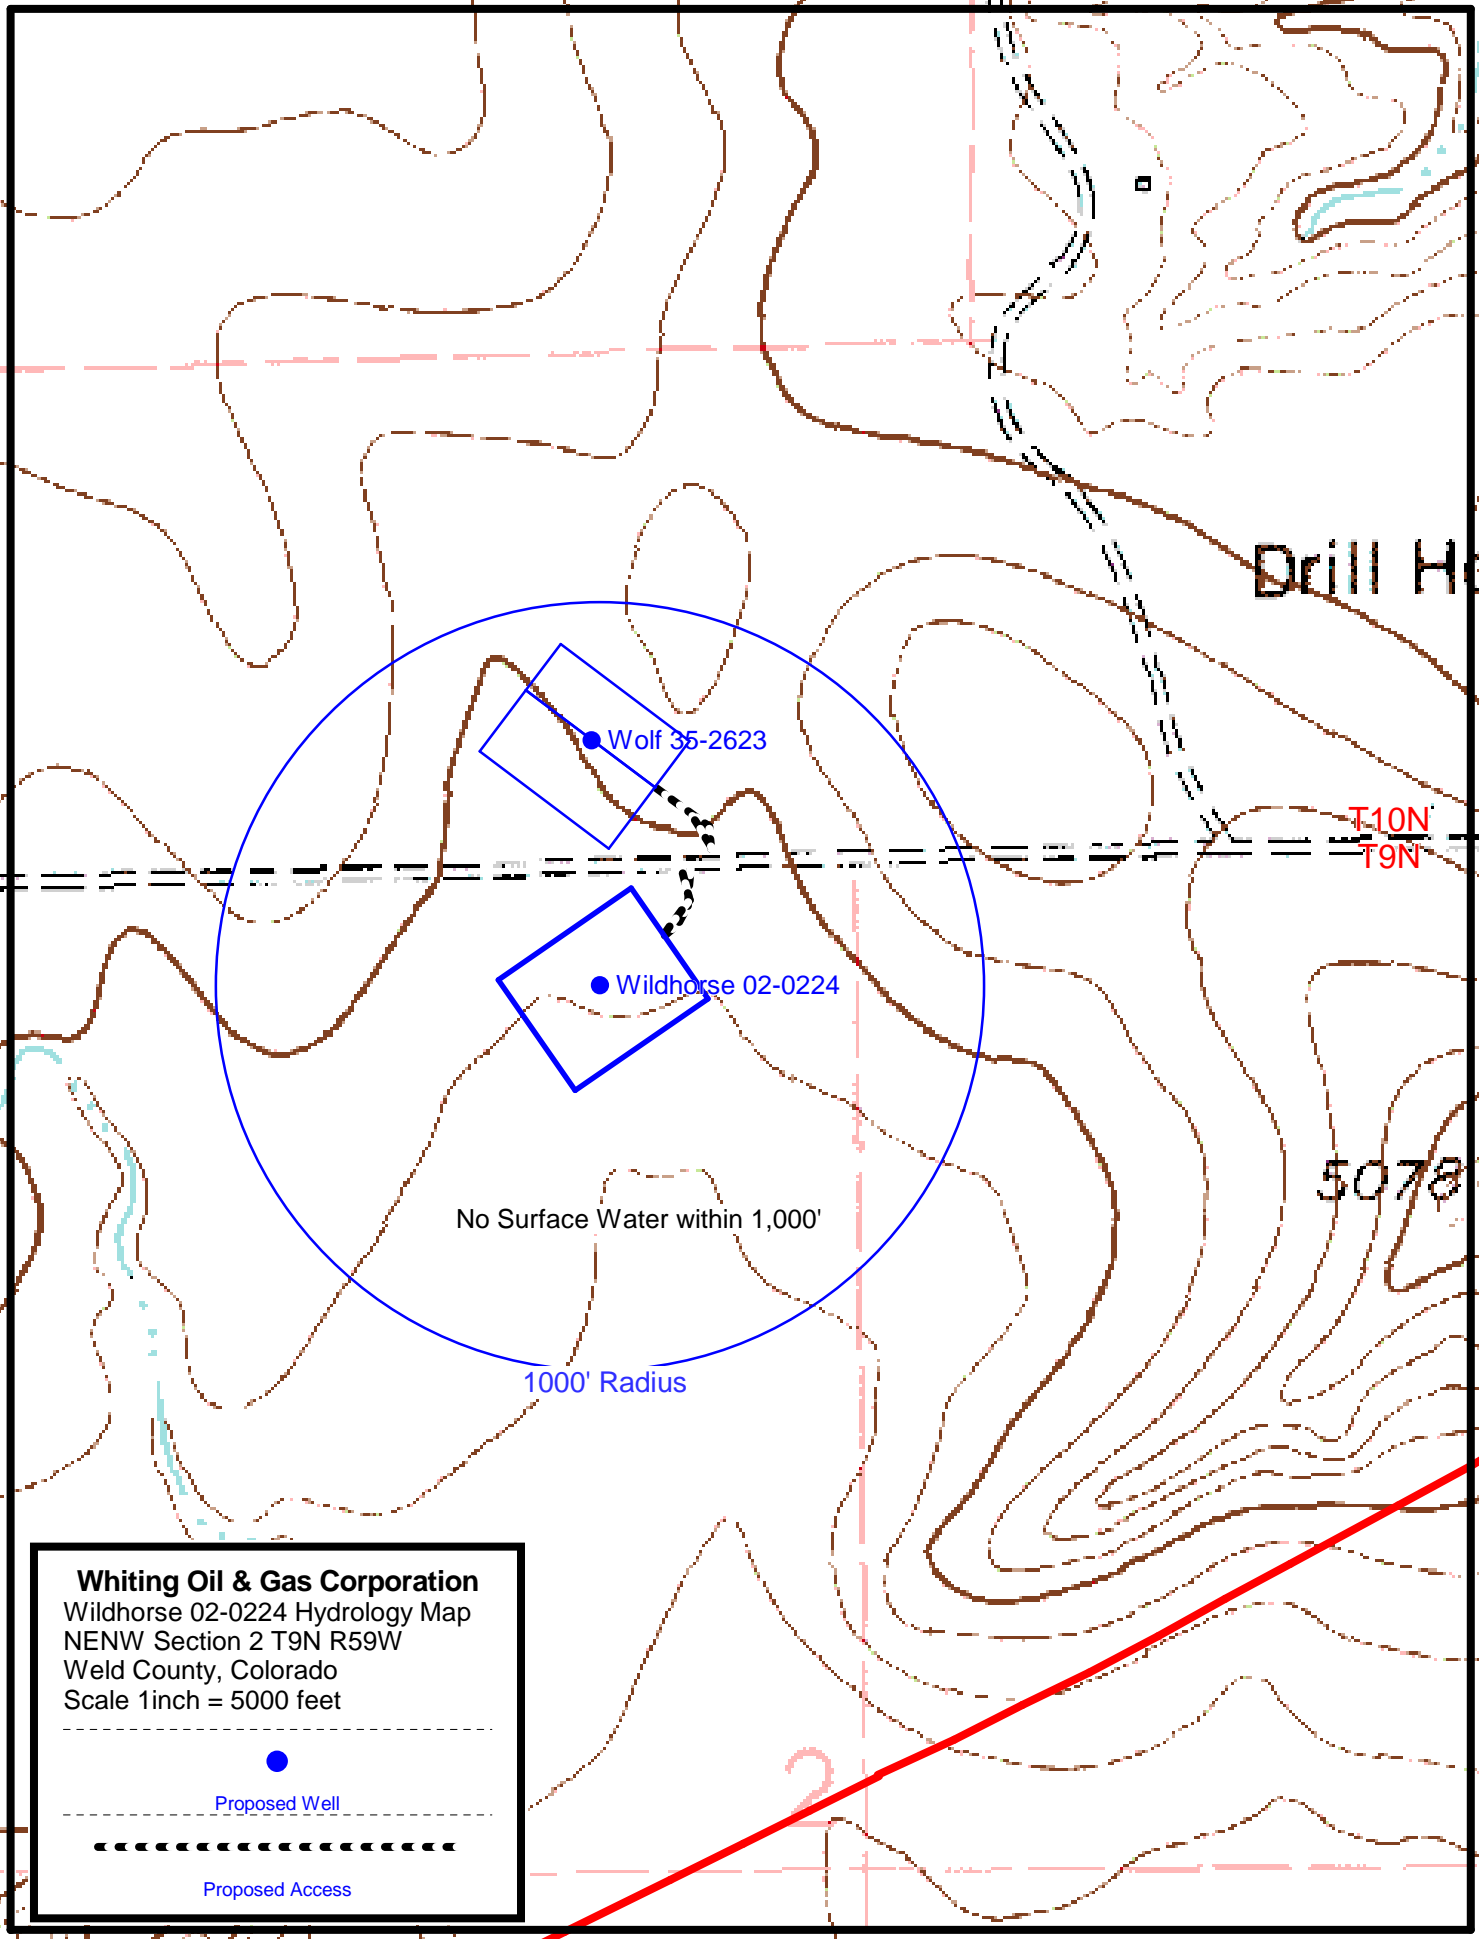 Drill
Wolf 35-2623
T10N
T9N
Wildhorse 02-0224
5078
No Surface Water within 1,000'
1000' Radius
Whiting Oil & Gas Corporation
Wildhorse 02-0224 Hydrology Map
NENW Section 2 T9N R59W
Weld County, Colorado
Scale 1inch = 5000 feet
Proposed Well
Proposed Access
2